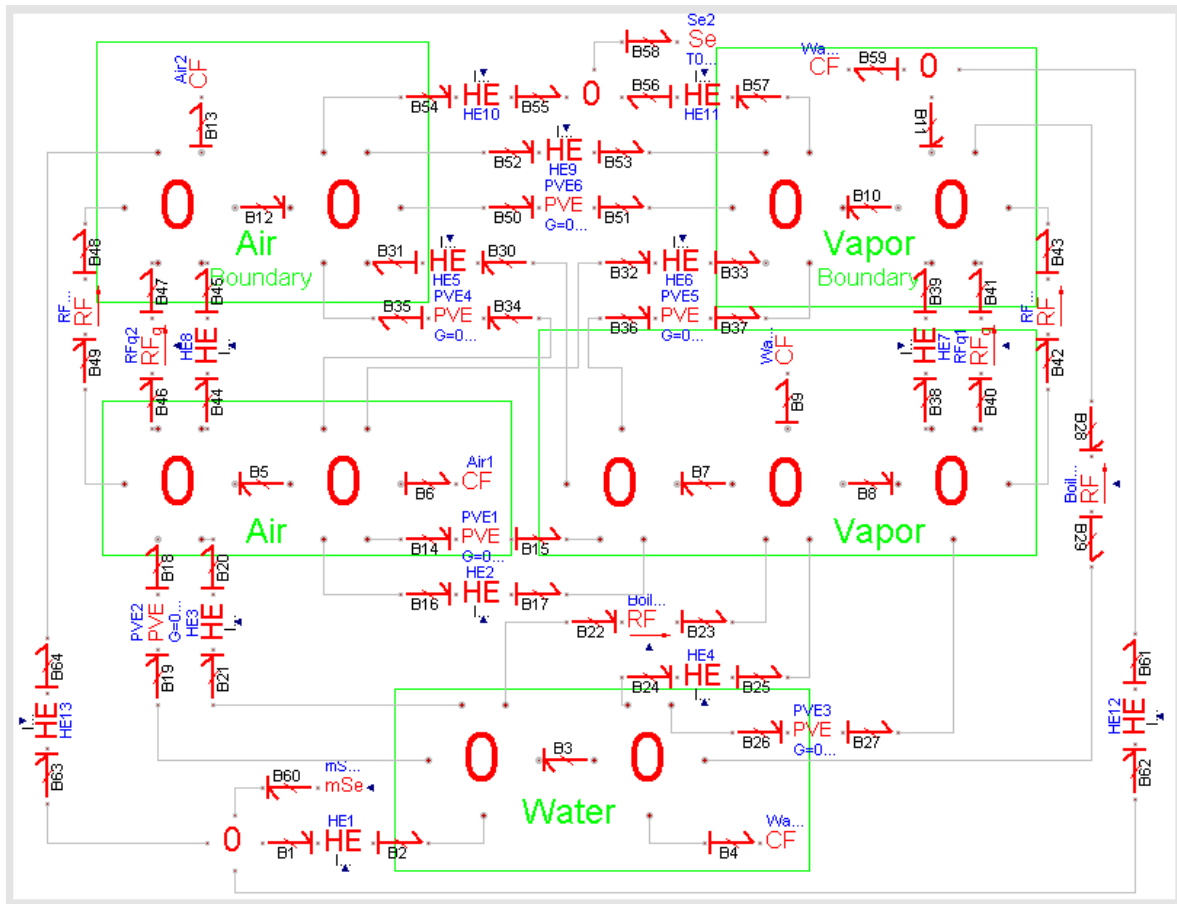 Se2
B58 Se
T0...
Air2
CF
B13
Wa...
CF B59 0
B54 HE B55 0 B56 HE B57
I... I...
HE10 HE11
B11
I...
B52 HE B53
HE9
PVE6
B50 PVE B51
G=0...
0 B12 0
0 B10 0
Air
Boundary
Vapor
Boundary
B48
B43
I...
B31 HE B30
HE5
PVE4
B35 PVE B34
G=0...
I...
B32 HE B33
HE6
PVE5
B36 PVE B37
G=0...
B47 B45
B39 B41
RF...
RF
RFq2
RFg
HE8
HE
I...
I...
HE
HE7
RFq1
RFg
RF...
RF
B49
B46 B44
B38 B40
B42
Wa...
CF
B9
B28
0 B5 0 B6 CF
Air1
0 B7 0 B8 0
Boil...
RF
Air
Vapor
PVE1
B14 PVE B15
G=0...
B29
B18 B20
HE2
B16 HE B17
I...
PVE2
PVE
G=0...
HE3
HE
I...
Boil...
B22 RF B23
B19 B21
HE4
B24 HE B25
I...
B64
B61
PVE3
B26 PVE B27
G=0...
I...
HE
HE13
HE12
HE
I...
0 B3 0
B63
B62
mS...
B60 mSe
Water
HE1
0 B1 HE B2
I...
Wa...
B4 CF